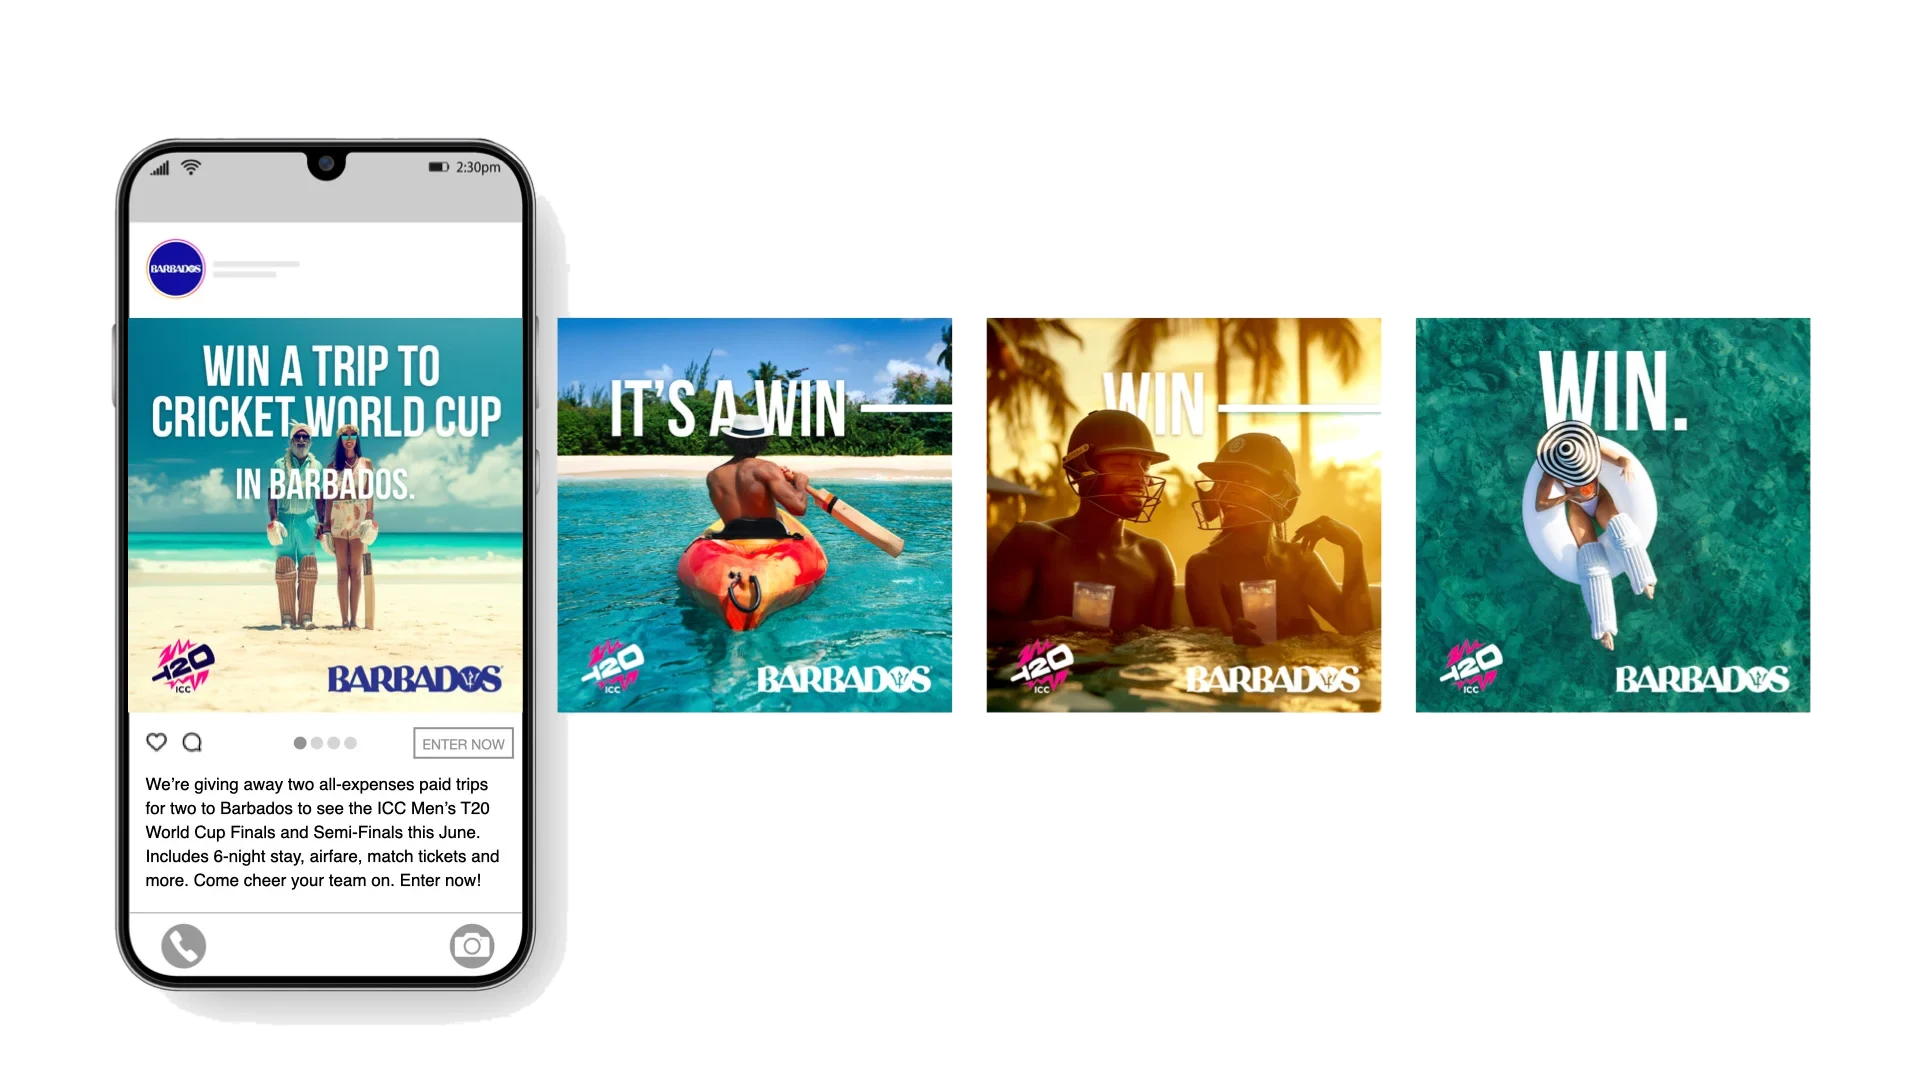 2:30pm
BARBADOS
WIN A TRIP TO
CRICKET WORLD CUP
IN BARBADOS.
T20
ICC
BARBADOS
ENTER NOW
We’re giving away two all-expenses paid trips
for two to Barbados to see the ICC Men’s T20
World Cup Finals and Semi-Finals this June.
Includes 6-night stay, airfare, match tickets and
more. Come cheer your team on. Enter now!
IT’S A WIN
T20
ICC
BARBADOS
WIN
T20
ICC
BARBADOS
WIN.
T20
ICC
BARBADOS